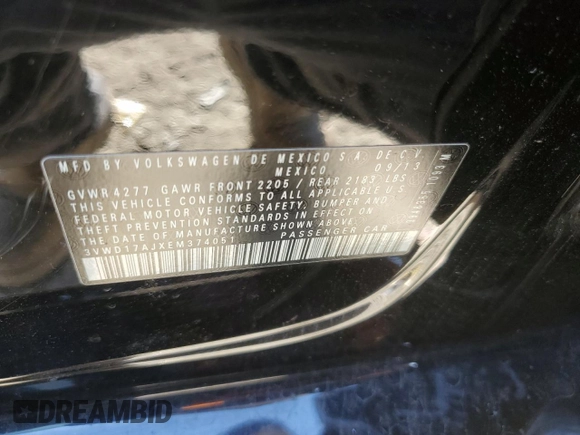 MFD BY VOLKSWAGEN DE MEXICO S.A. DE C.V.
MEXICO 09/13
GVWR 4277 GAWR FRONT 2205 / REAR 2183 LBS
THIS VEHICLE CONFORMS TO ALL APPLICABLE U.S.
FEDERAL MOTOR VEHICLE SAFETY, BUMPER AND
THEFT PREVENTION STANDARDS IN EFFECT ON THE
DATE OF MANUFACTURE SHOWN ABOVE.
3VWD17AJXEM374051 PASSENGER CAR
DREAMBID